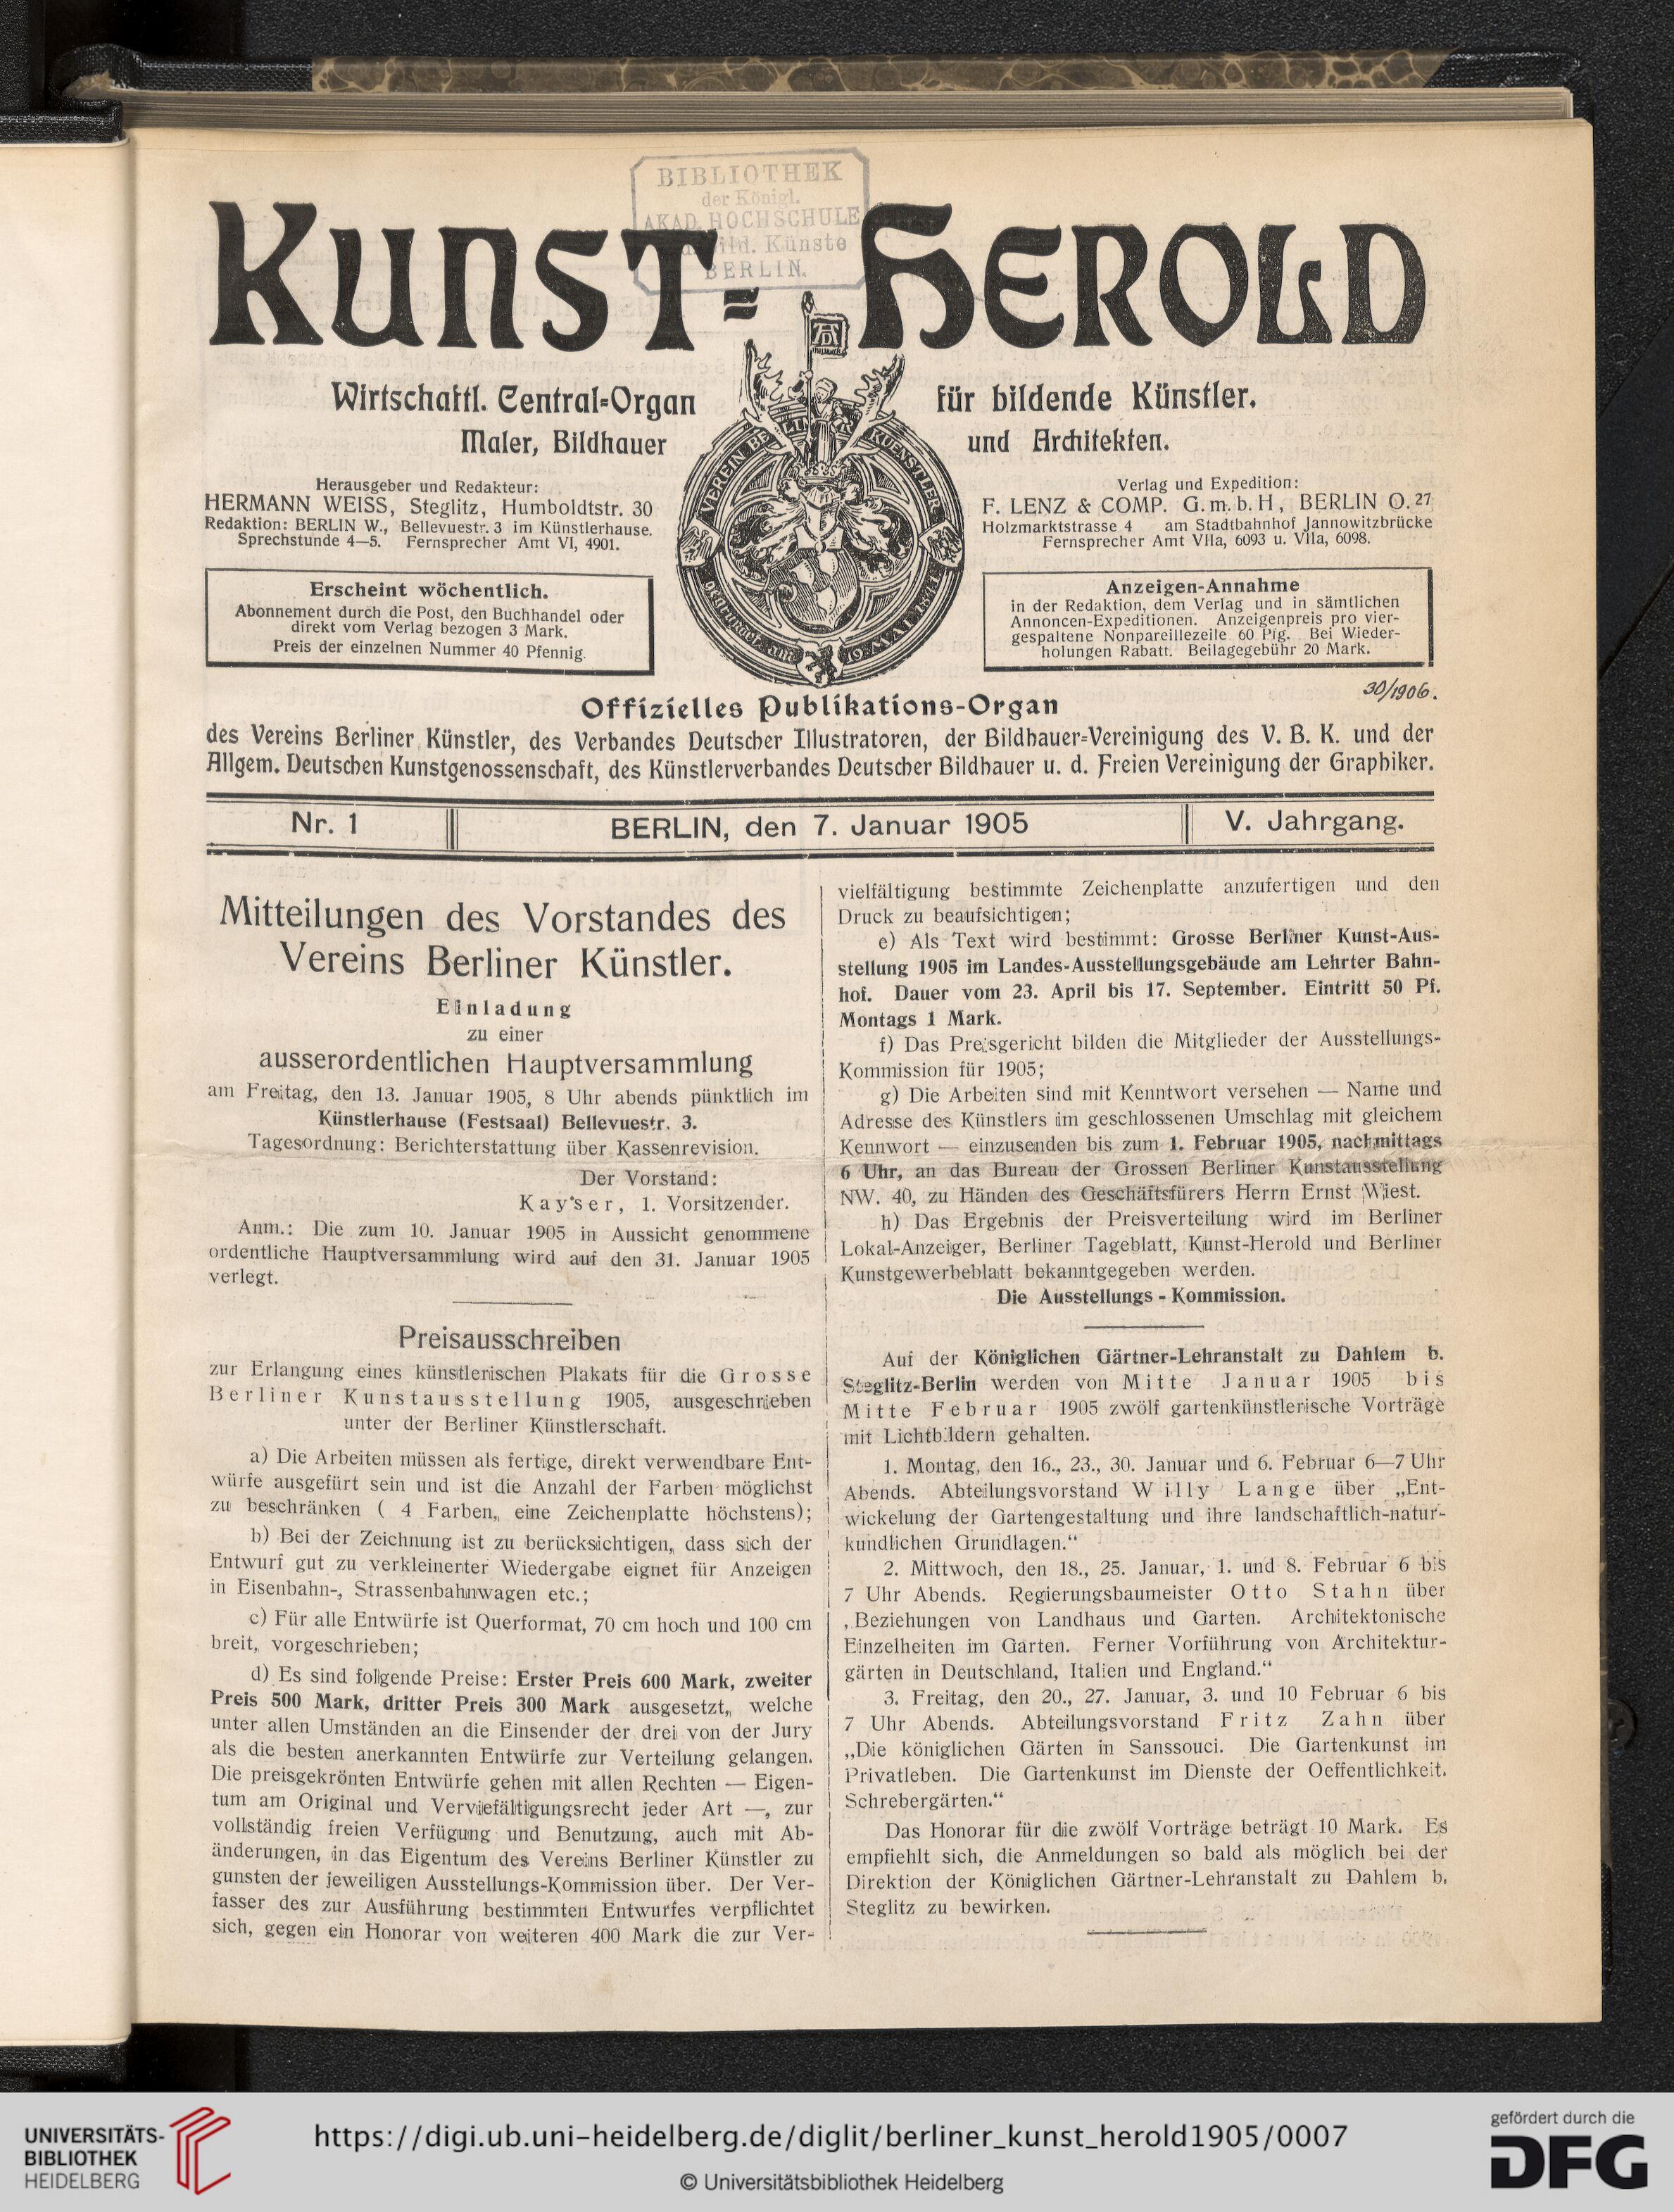 BIBLIOTHEK
der Königl.
AKAD. HOCHSCHULE
bild. Künste
BERLIN.
KUNST= HEROLD
Wirtschaftl. Central=Organ für bildende Künstler.
Maler, Bildhauer und Architekten.
Herausgeber und Redakteur:
HERMANN WEISS, Steglitz, Humboldtstr. 30
Redaktion: BERLIN W., Bellevuestr. 3 im Künstlerhause.
Sprechstunde 4—5. Fernsprecher Amt VI, 4901.
Erscheint wöchentlich.
Abonnement durch die Post, den Buchhandel oder
direkt vom Verlag bezogen 3 Mark.
Preis der einzelnen Nummer 40 Pfennig.
AD
VEREIN BERLINER KUENSTLER
19. MAI 1841
Verlag und Expedition:
F. LENZ & COMP. G. m. b. H, BERLIN O. 27
Holzmarktstrasse 4 am Stadtbahnhof Jannowitzbrücke
Fernsprecher Amt VIIa, 6093 u. VIIa, 6098.
Anzeigen-Annahme
in der Redaktion, dem Verlag und in sämtlichen
Annoncen-Expeditionen. Anzeigenpreis pro vier-
gespaltene Nonpareillezeile 60 Pfg. Bei Wieder-
holungen Rabatt. Beilagegebühr 20 Mark.
30/1906.
Offizielles Publikations-Organ
des Vereins Berliner Künstler, des Verbandes Deutscher Illustratoren, der Bildhauer=Vereinigung des V. B. K. und der
Allgem. Deutschen Kunstgenossenschaft, des Künstlerverbandes Deutscher Bildhauer u. d. Freien Vereinigung der Graphiker.
Nr. 1 BERLIN, den 7. Januar 1905 V. Jahrgang.
Mitteilungen des Vorstandes des
Vereins Berliner Künstler.
Einladung
zu einer
ausserordentlichen Hauptversammlung
am Freitag, den 13. Januar 1905, 8 Uhr abends pünktlich im
Künstlerhause (Festsaal) Bellevuestr. 3.
Tagesordnung: Berichterstattung über Kassenrevision.
Der Vorstand:
Kayser, 1. Vorsitzender.
Anm.: Die zum 10. Januar 1905 in Aussicht genommene
ordentliche Hauptversammlung wird auf den 31. Januar 1905
verlegt.
Preisausschreiben
zur Erlangung eines künstlerischen Plakats für die Grosse
Berliner Kunstausstellung 1905, ausgeschrieben
unter der Berliner Künstlerschaft.
a) Die Arbeiten müssen als fertige, direkt verwendbare Ent-
würfe ausgefürt sein und ist die Anzahl der Farben möglichst
zu beschränken ( 4 Farben, eine Zeichenplatte höchstens);
b) Bei der Zeichnung ist zu berücksichtigen, dass sich der
Entwurf gut zu verkleinerter Wiedergabe eignet für Anzeigen
in Eisenbahn-, Strassenbahnwagen etc.;
c) Für alle Entwürfe ist Querformat, 70 cm hoch und 100 cm
breit, vorgeschrieben;
d) Es sind folgende Preise: Erster Preis 600 Mark, zweiter
Preis 500 Mark, dritter Preis 300 Mark ausgesetzt, welche
unter allen Umständen an die Einsender der drei von der Jury
als die besten anerkannten Entwürfe zur Verteilung gelangen.
Die preisgekrönten Entwürfe gehen mit allen Rechten — Eigen-
tum am Original und Verviefältigungsrecht jeder Art —, zur
vollständig freien Verfügung und Benutzung, auch mit Ab-
änderungen, in das Eigentum des Vereins Berliner Künstler zu
gunsten der jeweiligen Ausstellungs-Kommission über. Der Ver-
fasser des zur Ausführung bestimmten Entwurfes verpflichtet
sich, gegen ein Honorar von weiteren 400 Mark die zur Ver-
vielfältigung bestimmte Zeichenplatte anzufertigen und den
Druck zu beaufsichtigen;
e) Als Text wird bestimmt: Grosse Berliner Kunst-Aus-
stellung 1905 im Landes-Ausstellungsgebäude am Lehrter Bahn-
hof. Dauer vom 23. April bis 17. September. Eintritt 50 Pf.
Montags 1 Mark.
f) Das Preisgericht bilden die Mitglieder der Ausstellungs-
Kommission für 1905;
g) Die Arbeiten sind mit Kenntwort versehen — Name und
Adresse des Künstlers im geschlossenen Umschlag mit gleichem
Kennwort — einzusenden bis zum 1. Februar 1905, nachmittags
6 Uhr, an das Bureau der Grossen Berliner Kunstausstellung
NW. 40, zu Händen des Geschäftsfürers Herrn Ernst Wiest.
h) Das Ergebnis der Preisverteilung wird im Berliner
Lokal-Anzeiger, Berliner Tageblatt, Kunst-Herold und Berliner
Kunstgewerbeblatt bekanntgegeben werden.
Die Ausstellungs - Kommission.
Auf der Königlichen Gärtner-Lehranstalt zu Dahlem b.
Steglitz-Berlin werden von Mitte Januar 1905 bis
Mitte Februar 1905 zwölf gartenkünstlerische Vorträge
mit Lichtbildern gehalten.
1. Montag, den 16., 23., 30. Januar und 6. Februar 6—7 Uhr
Abends. Abteilungsvorstand Willy Lange über „Ent-
wickelung der Gartengestaltung und ihre landschaftlich-natur-
kundlichen Grundlagen.“
2. Mittwoch, den 18., 25. Januar, 1. und 8. Februar 6 bis
7 Uhr Abends. Regierungsbaumeister Otto Stahn über
‚Beziehungen von Landhaus und Garten. Architektonische
Einzelheiten im Garten. Ferner Vorführung von Architektur-
gärten in Deutschland, Italien und England.“
3. Freitag, den 20., 27. Januar, 3. und 10 Februar 6 bis
7 Uhr Abends. Abteilungsvorstand Fritz Zahn über
„Die königlichen Gärten in Sanssouci. Die Gartenkunst im
Privatleben. Die Gartenkunst im Dienste der Oeffentlichkeit.
Schrebergärten.“
Das Honorar für die zwölf Vorträge beträgt 10 Mark. Es
empfiehlt sich, die Anmeldungen so bald als möglich bei der
Direktion der Königlichen Gärtner-Lehranstalt zu Dahlem b.
Steglitz zu bewirken.
UNIVERSITÄTS-
BIBLIOTHEK
HEIDELBERG
https://digi.ub.uni-heidelberg.de/diglit/berliner_kunst_herold1905/0007
© Universitätsbibliothek Heidelberg
gefördert durch die
DFG